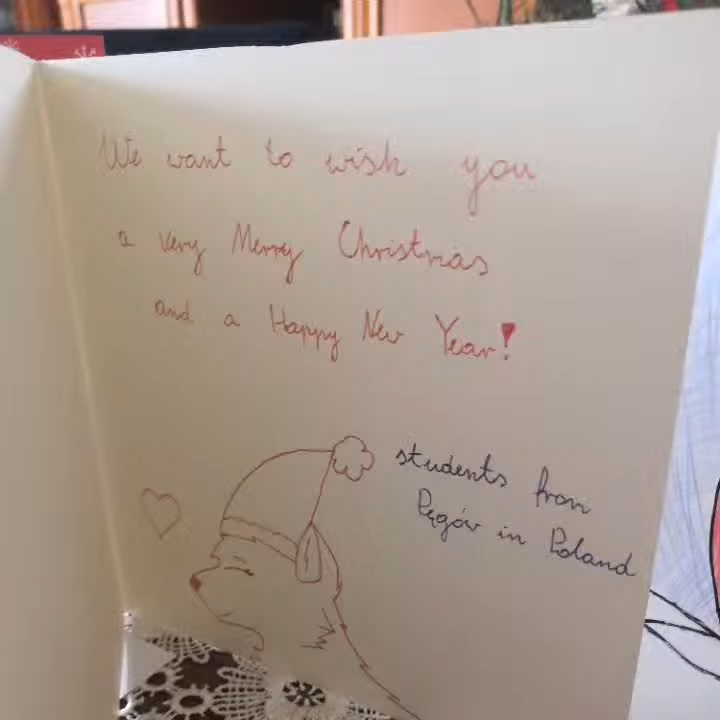 We want to wish you
a very Merry Christmas
and a Happy New Year!
students from
Pęgów in Poland